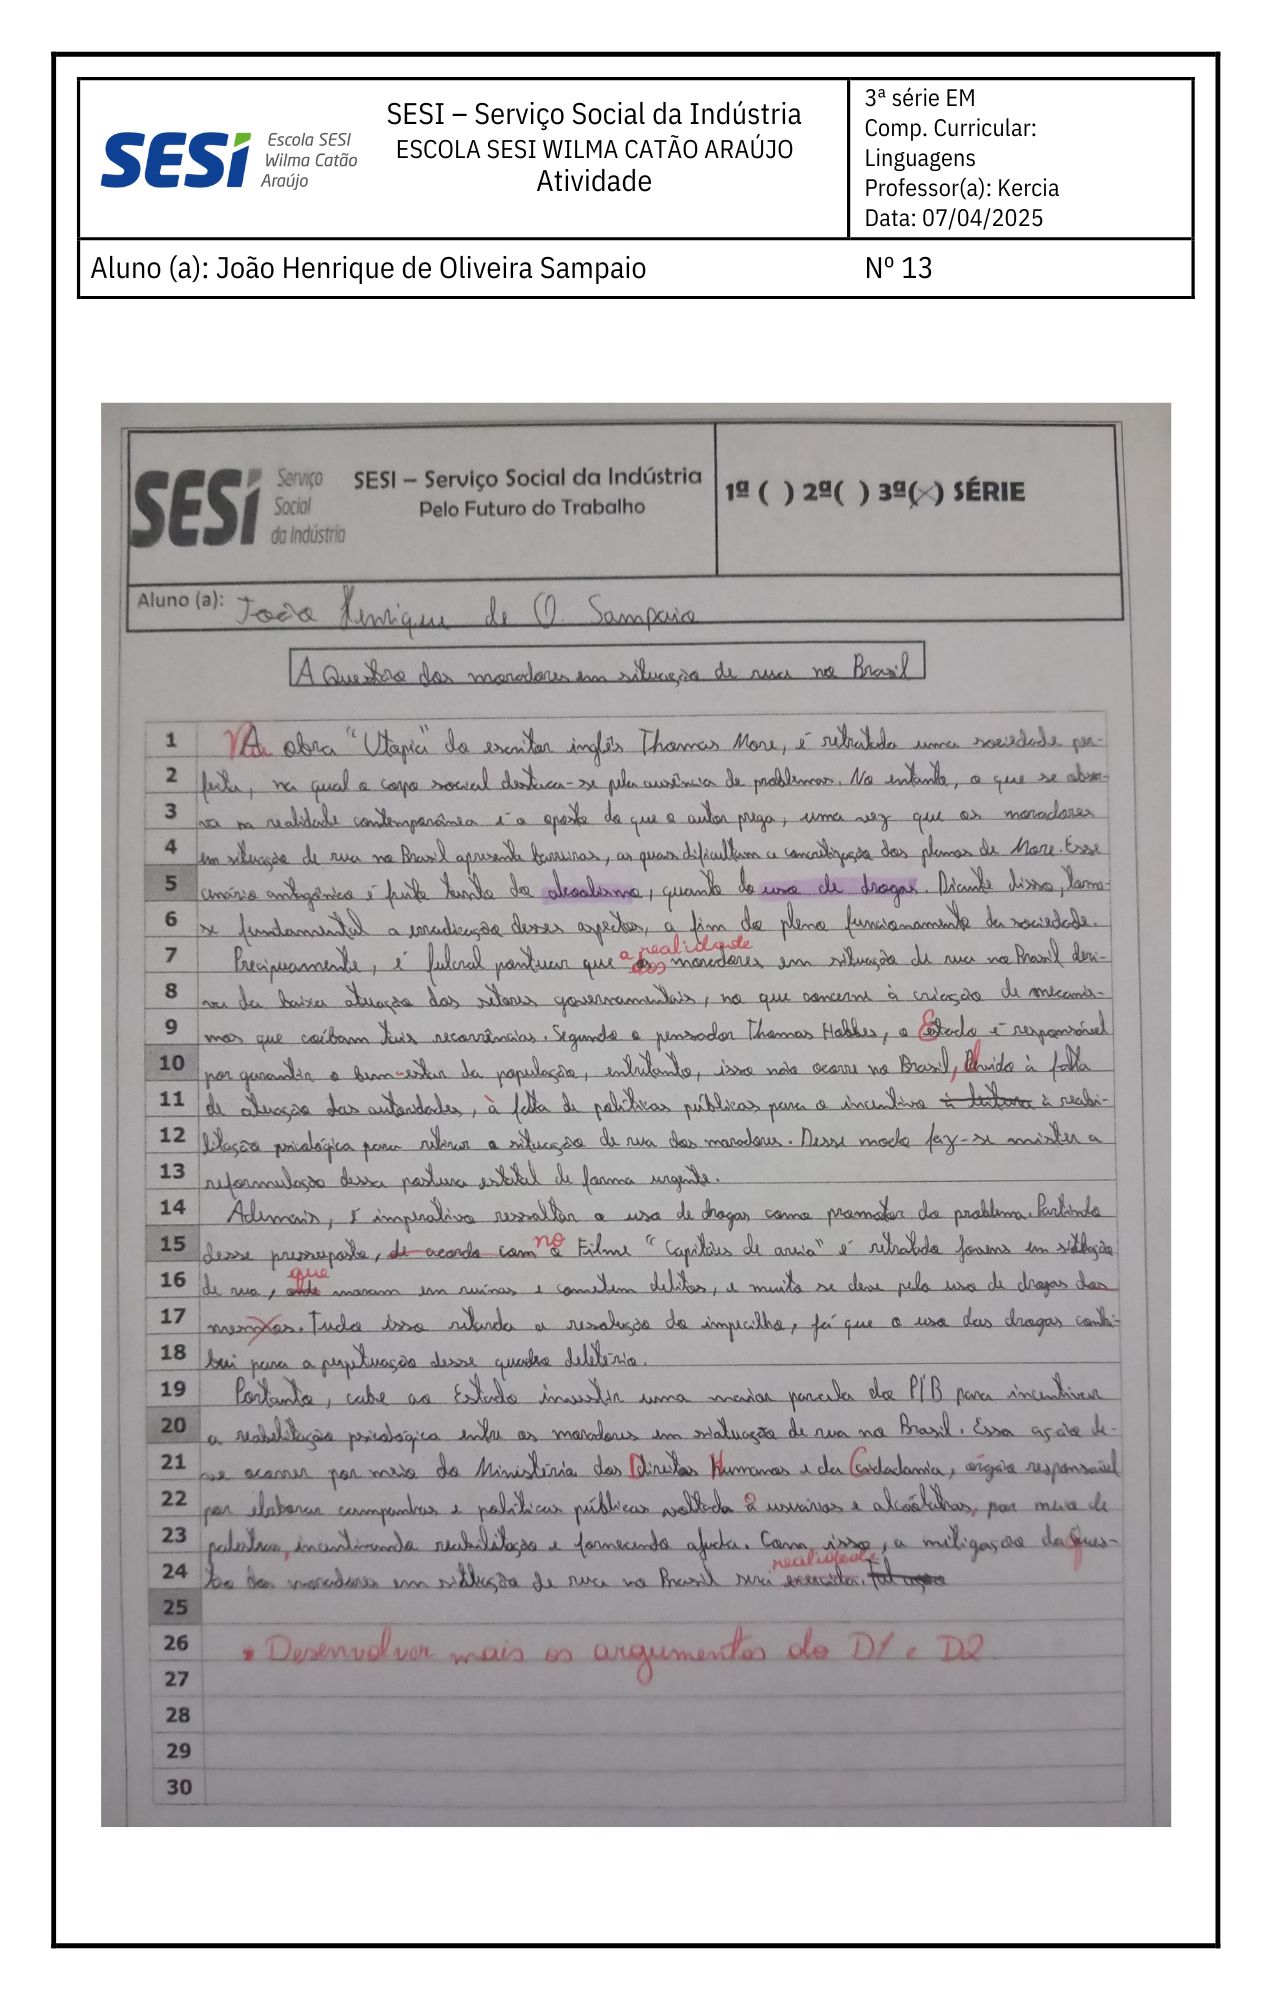 SESI – Serviço Social da Indústria
ESCOLA SESI WILMA CATÃO ARAÚJO
Atividade
SESI Escola SESI
Wilma Catão
Araújo
3ª série EM
Comp. Curricular:
Linguagens
Professor(a): Kercia
Data: 07/04/2025
Aluno (a): João Henrique de Oliveira Sampaio Nº 13
SESI Serviço
Social
da Indústria
SESI – Serviço Social da Indústria
Pelo Futuro do Trabalho
1ª ( ) 2ª( ) 3ª(x) SÉRIE
Aluno (a): João Henrique de O. Sampaio
A Questão dos moradores em situação de rua no Brasil
1 Na obra "Utopia" do escritor inglês Thomas More, é retratada uma sociedade per-
2 feita, na qual o corpo social destaca-se pela ausência de problemas. No entanto, o que se obser-
3 va na realidade contemporânea é o oposto do que o autor prega, uma vez que os moradores
4 em situação de rua no Brasil apresenta barreiras, as quais dificultam a concretização dos planos de More. Esse
5 cenário antagônico é fruto tanto do alcoolismo, quanto do uso de drogas. Diante disso, torna-
6 se fundamental a erradicação desses aspectos, a fim do pleno funcionamento da sociedade.
a realidade
7 Precipuamente, é fulcral pontuar que dos moradores em situação de rua no Brasil deri-
8 va da baixa atuação dos setores governamentais, no que concerne à criação de mecanis-
9 mos que coíbam tais recorrências. Segundo o pensador Thomas Hobbes, o Estado é responsável
10 por garantir o bem-estar da população, entretanto, isso não ocorre no Brasil, devido à falta
11 de atuação das autoridades, à falta de políticas públicas para o incentivo à leitura à reabi-
12 litação psicológica para retirar a situação de rua dos moradores. Desse modo faz-se mister a
13 reformulação dessa postura estatal de forma urgente.
14 Ademais, é imperativo ressaltar o uso de drogas como promotor do problema. Partindo
no
15 desse pressuposto, de acordo com o Filme "Capitães de areia" é retratado jovens em situação
que
16 de rua, onde moram em ruínas e cometem delitos, e muito se deve pelo uso de drogas dos
17 mesmos. Tudo isso retarda a resolução do impecilho, já que o uso das drogas contri-
18 bui para a perpetuação desse quadro deletério.
19 Portanto, cabe ao Estado investir uma maior parcela do PIB para incentivar
20 a reabilitação psicológica entre os moradores em siatuação de rua no Brasil. Essa ação de-
21 ve ocorrer por meio do Ministério dos Direitos Humanos e da Cidadania, órgão responsável
22 por elaborar campanhas e políticas públicas voltada a usuários e alcoólatras, por meio de
23 palestras, incentivando reabilitação e fornecendo ajuda. Com isso, a mitigação da Ques-
realidade
24 tão dos moradores em situação de rua no Brasil será exercida. Tal ação
25
26 * Desenvolver mais os argumentos do D1 e D2.
27
28
29
30